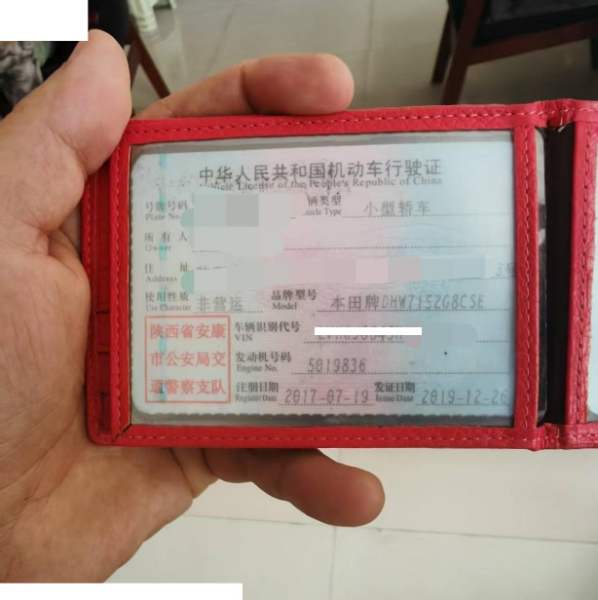 中华人民共和国机动车行驶证
Vehicle License of the People's Republic of China
号牌号码 辆类型 小型轿车
Plate No. Vehicle Type
所有人
Owner
住 址 号
Address
使用性质 非营运 品牌型号 本田牌DHW7152G8CSE
Use Character Model
陕西省安康
市公安局交
通警察支队
车辆识别代号
VIN
发动机号码 5019836
Engine No.
注册日期 2017-07-19 发证日期 2019-12-26
Register Date Issue Date